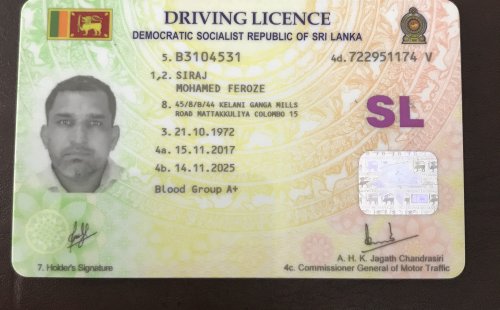 DRIVING LICENCE
DEMOCRATIC SOCIALIST REPUBLIC OF SRI LANKA
5. B3104531
4d. 722951174 V
1,2. SIRAJ
MOHAMED FEROZE
8. 45/8/8/44 KELANI GANGA MILLS
ROAD MATTAKKULIYA COLOMBO 15
SL
3. 21.10.1972
4a. 15.11.2017
4b. 14.11.2025
Blood Group A+
7. Holder's Signature
A. H. K. Jagath Chandrasiri
4c. Commissioner General of Motor Traffic